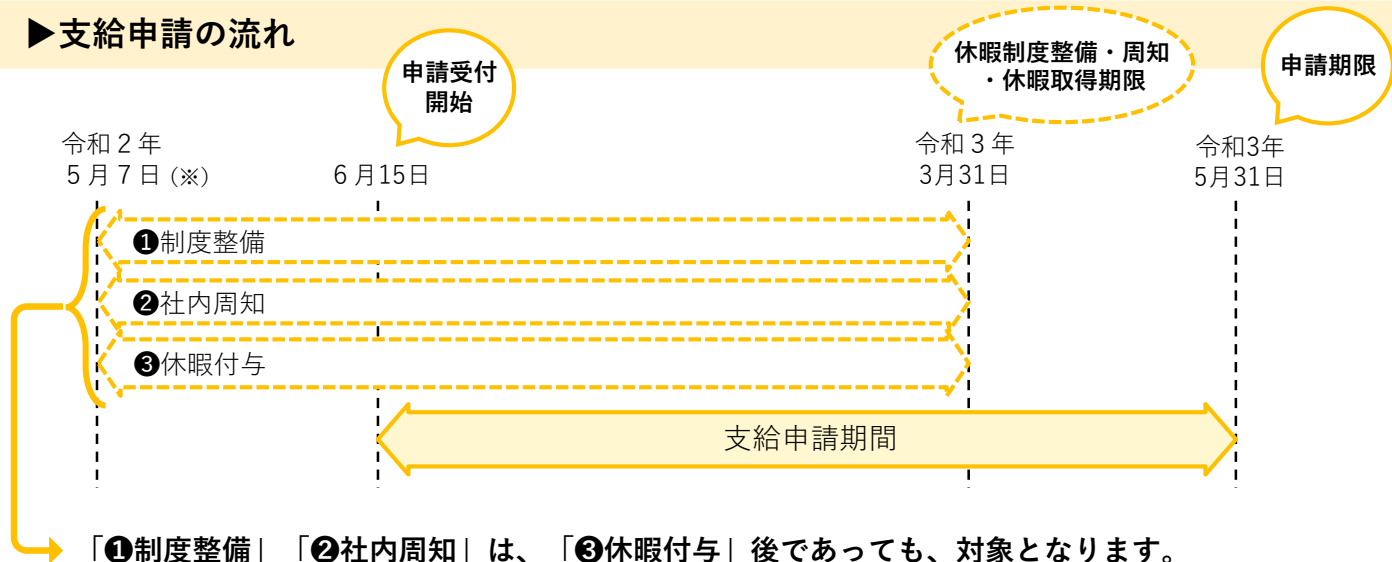 ▶支給申請の流れ
申請受付
開始
休暇制度整備・周知
・休暇取得期限
申請期限
令和２年
５月７日(※)
６月15日
令和３年
3月31日
令和3年
5月31日
❶制度整備
❷社内周知
❸休暇付与
支給申請期間
「❶制度整備」「❷社内周知」は、「❸休暇付与」後であっても、対象となります。